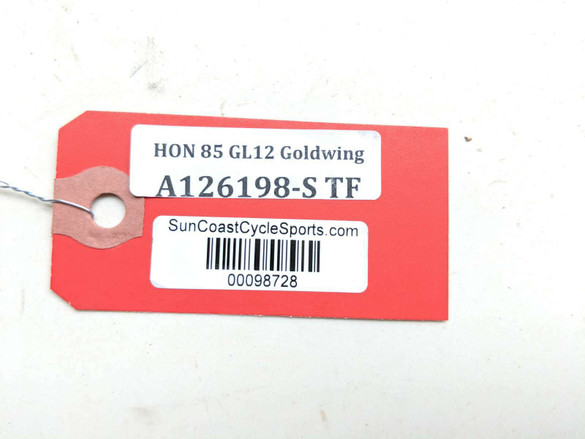 HON 85 GL12 Goldwing
A126198-S TF
SunCoastCycleSports.com
00098728